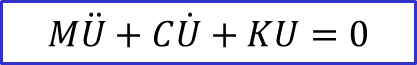 MÜ + CU̇ + KU = 0